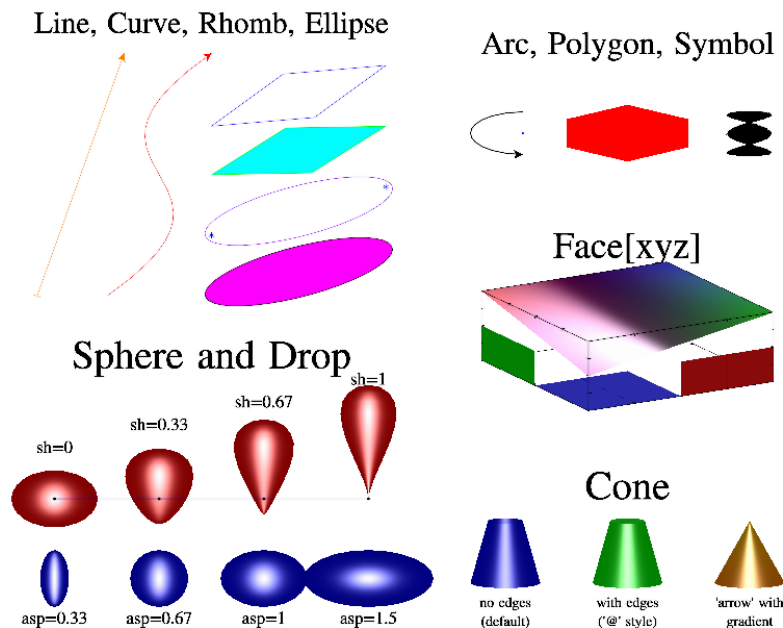 Line, Curve, Rhomb, Ellipse
Arc, Polygon, Symbol
Face[xyz]
Sphere and Drop
sh=0
sh=0.33
sh=0.67
sh=1
asp=0.33
asp=0.67
asp=1
asp=1.5
Cone
no edges
(default)
with edges
('@' style)
'arrow' with
gradient